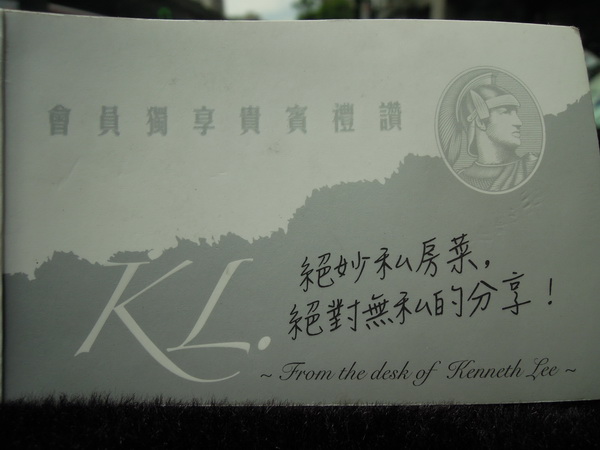 會員獨享貴賓禮讚
KL.
絕妙私房菜,
絕對無私的分享!
~ From the desk of Kenneth Lee ~